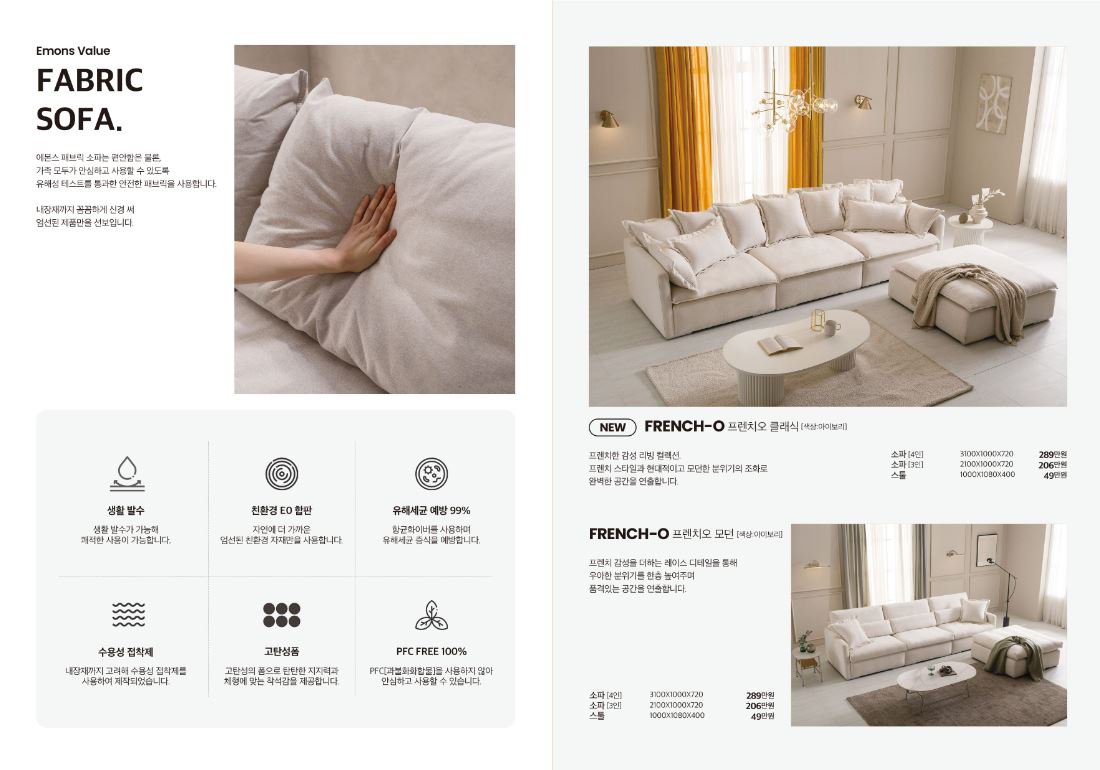 Emons Value
FABRIC
SOFA.
에몬스 패브릭 소파는 편안함은 물론,
가족 모두가 안심하고 사용할 수 있도록
유해성 테스트를 통과한 안전한 패브릭을 사용합니다.
내장재까지 꼼꼼하게 신경 써
엄선된 제품만을 선보입니다.
생활 발수
생활 발수가 가능해
쾌적한 사용이 가능합니다.
친환경 E0 합판
자연에 더 가까운
엄선된 친환경 자재만을 사용합니다.
유해세균 예방 99%
항균화이버를 사용하며
유해세균 증식을 예방합니다.
수용성 접착제
내장재까지 고려해 수용성 접착제를
사용하여 제작되었습니다.
고탄성폼
고탄성의 폼으로 탄탄한 지지력과
체형에 맞는 착석감을 제공합니다.
PFC FREE 100%
PFC[과불화화합물]을 사용하지 않아
안심하고 사용할 수 있습니다.
NEW FRENCH-O 프렌치오 클래식 [색상:아이보리]
프랜치한 감성 리빙 컬렉션.
프랜치 스타일과 현대적이고 모던한 분위기의 조화로
완벽한 공간을 연출합니다.
소파 [4인] 3100X1000X720 289만원
소파 [3인] 2100X1000X720 206만원
스툴 1000X1080X400 49만원
FRENCH-O 프렌치오 모던 [색상:아이보리]
프렌치 감성을 더하는 레이스 디테일을 통해
우아한 분위기를 한층 높여주며
품격있는 공간을 연출합니다.
소파 [4인] 3100X1000X720 289만원
소파 [3인] 2100X1000X720 206만원
스툴 1000X1080X400 49만원